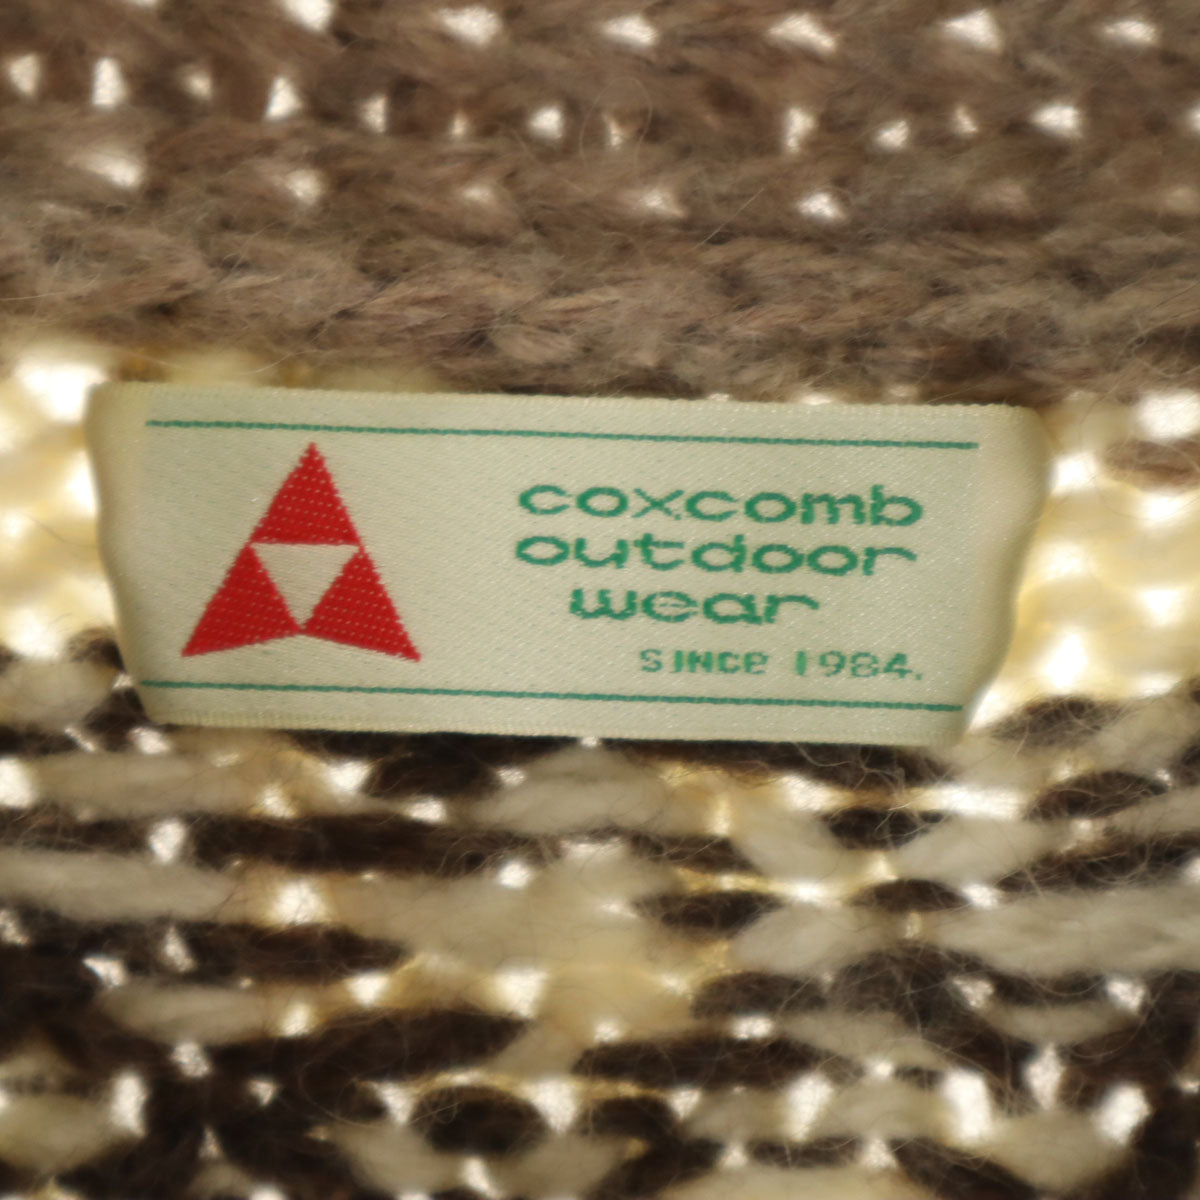 coxcomb
outdoor
wear
SINCE 1984.